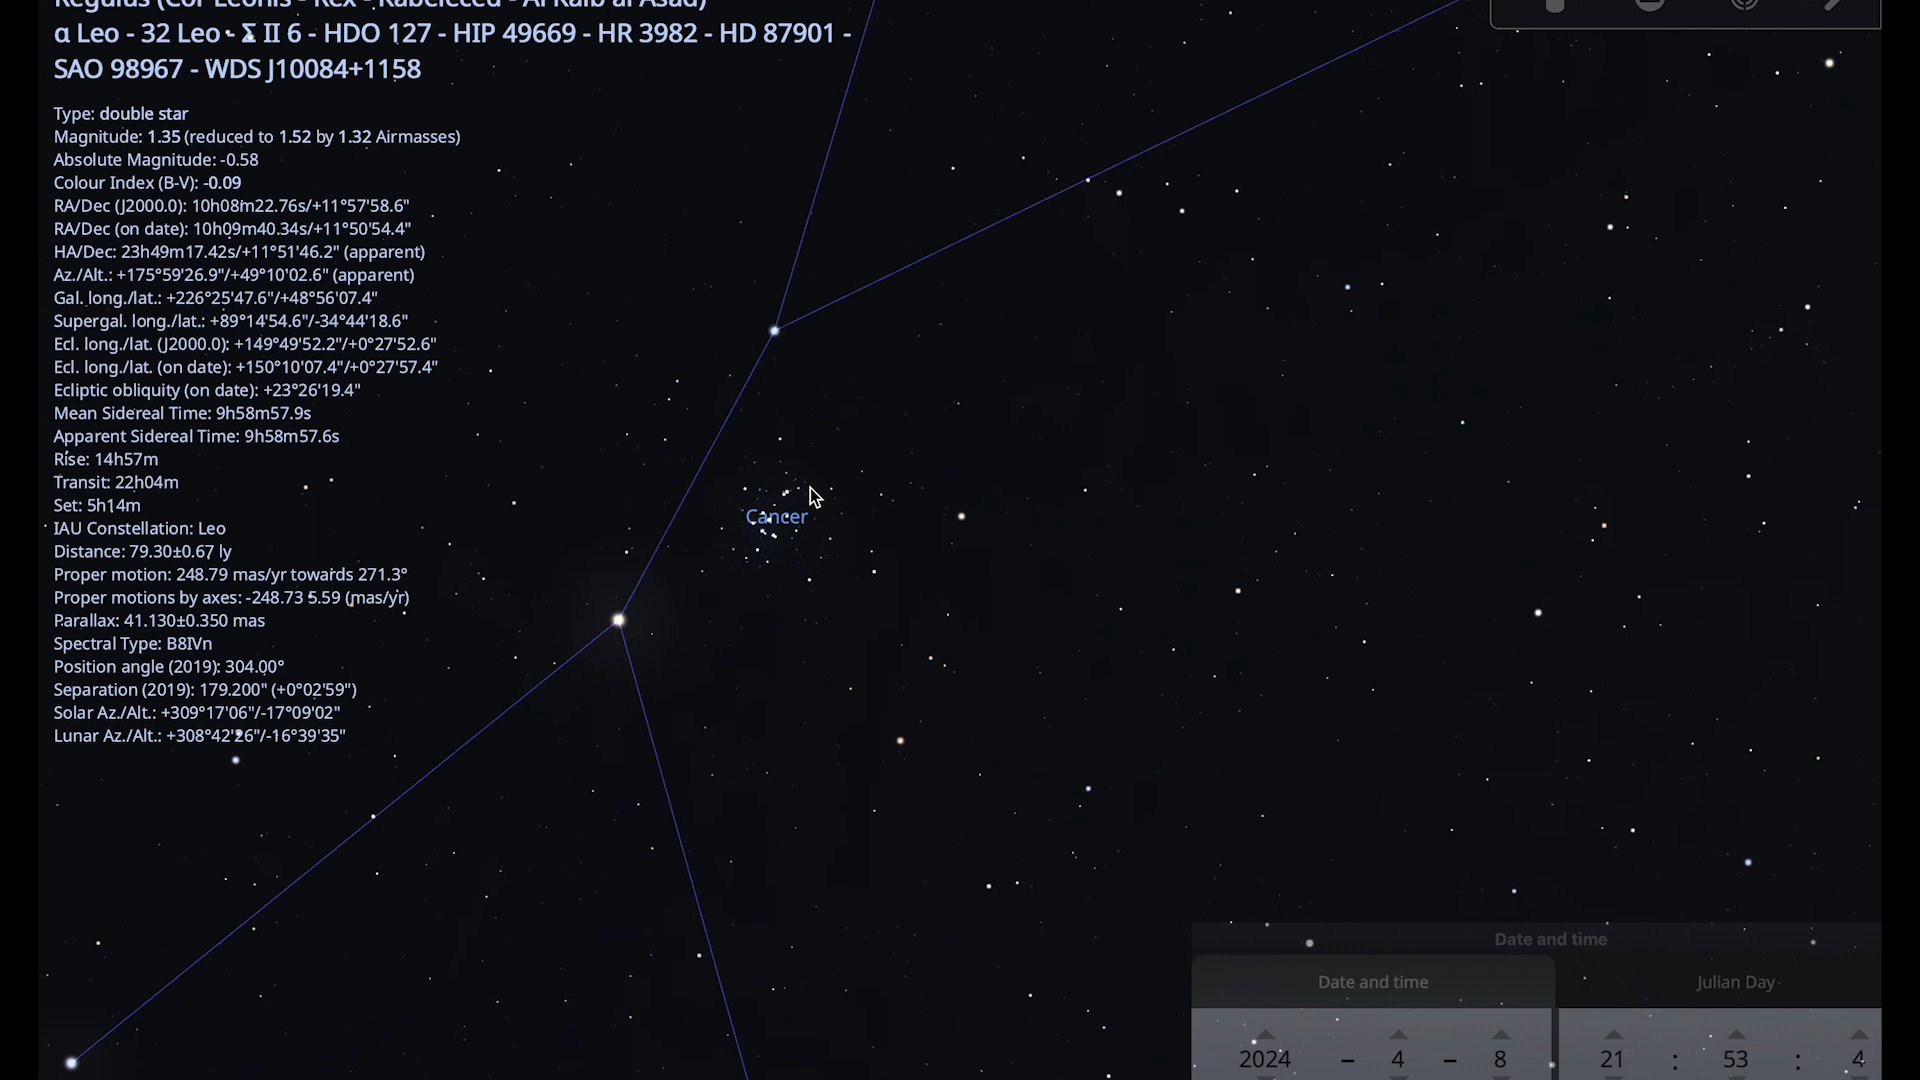 Regulus (Cor Leonis - Rex - Kabeleced - Al Kalb al Asad)
α Leo - 32 Leo - Σ II 6 - HDO 127 - HIP 49669 - HR 3982 - HD 87901 -
SAO 98967 - WDS J10084+1158
Type: double star
Magnitude: 1.35 (reduced to 1.52 by 1.32 Airmasses)
Absolute Magnitude: -0.58
Colour Index (B-V): -0.09
RA/Dec (J2000.0): 10h08m22.76s/+11°57'58.6"
RA/Dec (on date): 10h09m40.34s/+11°50'54.4"
HA/Dec: 23h49m17.42s/+11°51'46.2" (apparent)
Az./Alt.: +175°59'26.9"/+49°10'02.6" (apparent)
Gal. long./lat.: +226°25'47.6"/+48°56'07.4"
Supergal. long./lat.: +89°14'54.6"/-34°44'18.6"
Ecl. long./lat. (J2000.0): +149°49'52.2"/+0°27'52.6"
Ecl. long./lat. (on date): +150°10'07.4"/+0°27'57.4"
Ecliptic obliquity (on date): +23°26'19.4"
Mean Sidereal Time: 9h58m57.9s
Apparent Sidereal Time: 9h58m57.6s
Rise: 14h57m
Transit: 22h04m
Set: 5h14m
IAU Constellation: Leo
Distance: 79.30±0.67 ly
Proper motion: 248.79 mas/yr towards 271.3°
Proper motions by axes: -248.73 5.59 (mas/yr)
Parallax: 41.130±0.350 mas
Spectral Type: B8IVn
Position angle (2019): 304.00°
Separation (2019): 179.200" (+0°02'59")
Solar Az./Alt.: +309°17'06"/-17°09'02"
Lunar Az./Alt.: +308°42'26"/-16°39'35"
Cancer
Date and time
Date and time
Julian Day
2024 - 4 - 8
21 : 53 : 4